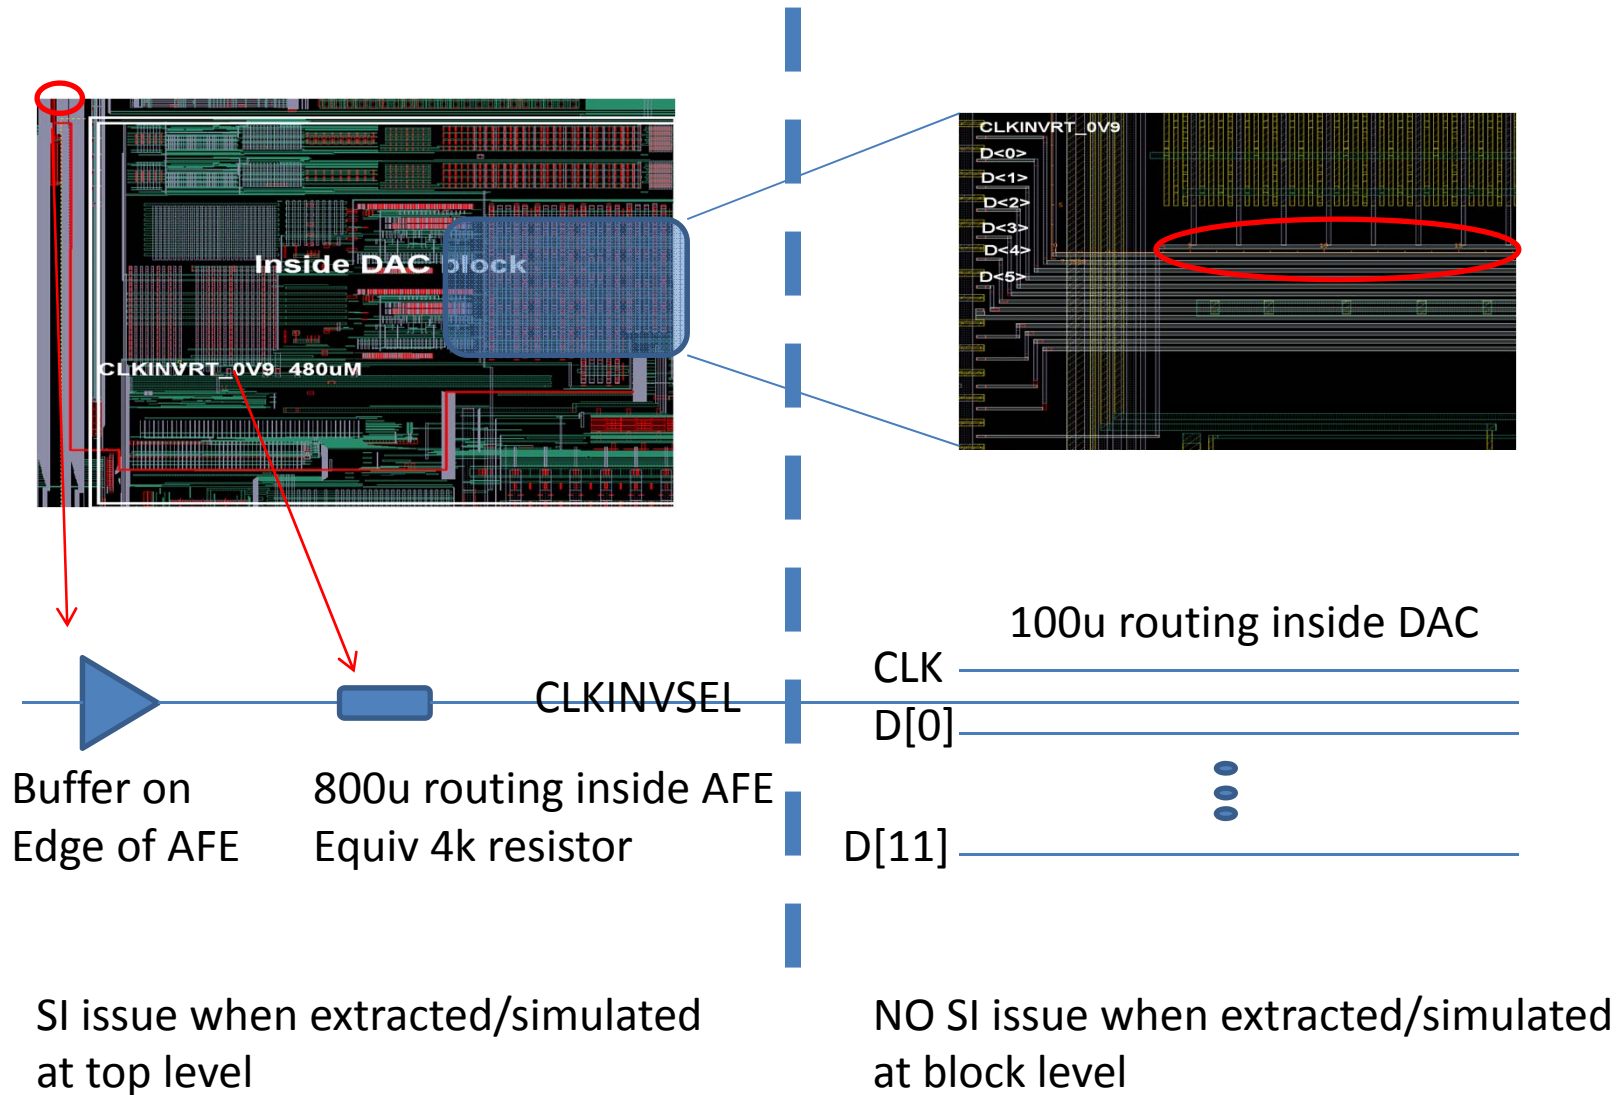 Inside DAC block
CLKINVRT_0V9 480uM
CLKINVRT_0V9
D<0>
D<1>
D<2>
D<3>
D<4>
D<5>
100u routing inside DAC
CLK
CLKINVSEL
D[0]
D[11]
Buffer on
Edge of AFE
800u routing inside AFE
Equiv 4k resistor
SI issue when extracted/simulated
at top level
NO SI issue when extracted/simulated
at block level